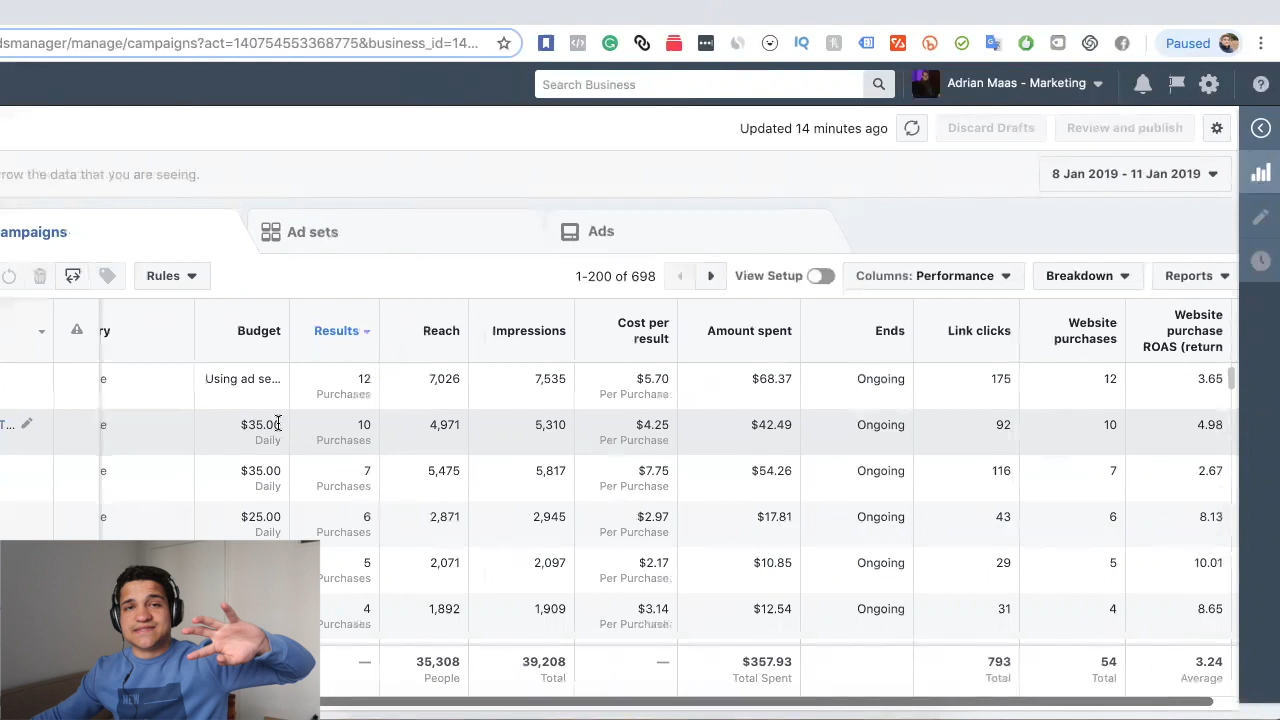 dsmanager/manage/campaigns?act=140754553368775&business_id=14...
Paused
Search Business
Adrian Maas - Marketing
Updated 14 minutes ago
Discard Drafts
Review and publish
rrow the data that you are seeing.
8 Jan 2019 - 11 Jan 2019
ampaigns
Ad sets
Ads
Rules
1-200 of 698
View Setup
Columns: Performance
Breakdown
Reports
ry
Budget
Results
Reach
Impressions
Cost per
result
Amount spent
Ends
Link clicks
Website
purchases
Website
purchase
ROAS (return
e
Using ad se...
12
Purchases
7,026
7,535
$5.70
Per Purchase
$68.37
Ongoing
175
12
3.65
T...
e
$35.00
Daily
10
Purchases
4,971
5,310
$4.25
Per Purchase
$42.49
Ongoing
92
10
4.98
e
$35.00
Daily
7
Purchases
5,475
5,817
$7.75
Per Purchase
$54.26
Ongoing
116
7
2.67
e
$25.00
Daily
6
Purchases
2,871
2,945
$2.97
Per Purchase
$17.81
Ongoing
43
6
8.13
5
Purchases
2,071
2,097
$2.17
Per Purchase
$10.85
Ongoing
29
5
10.01
4
Purchases
1,892
1,909
$3.14
Per Purchase
$12.54
Ongoing
31
4
8.65
—
35,308
People
39,208
Total
—
$357.93
Total Spent
793
Total
54
Total
3.24
Average
NEW